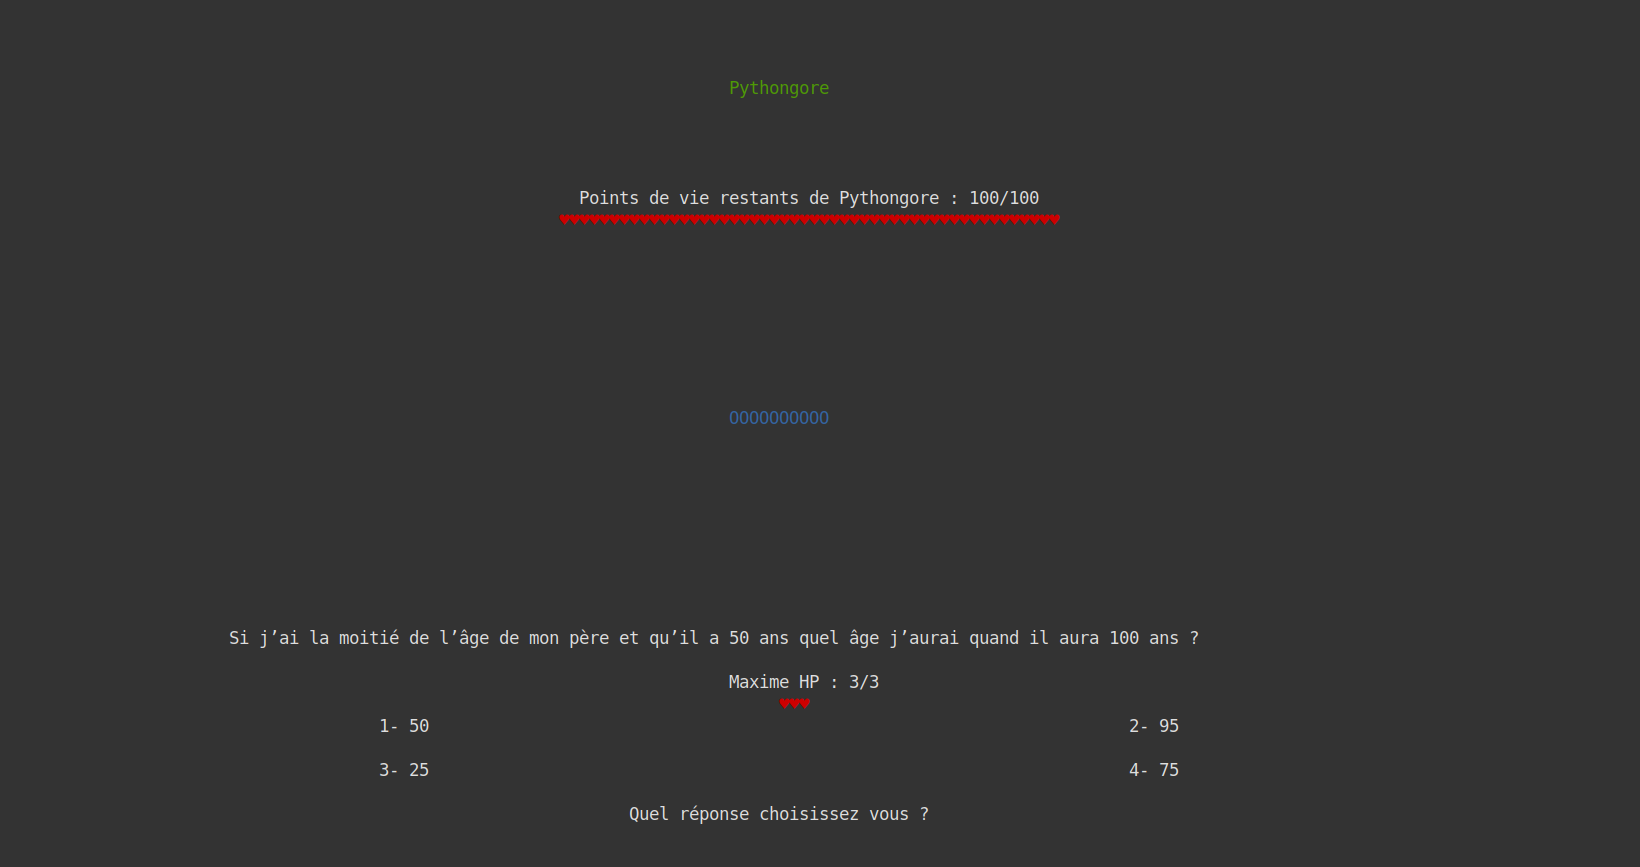 Pythongore
Points de vie restants de Pythongore : 100/100
♥♥♥♥♥♥♥♥♥♥♥♥♥♥♥♥♥♥♥♥♥♥♥♥♥♥♥♥♥♥♥♥♥♥♥♥♥♥♥♥♥♥♥♥♥♥♥♥♥♥
OOOOOOOOOO
Si j’ai la moitié de l’âge de mon père et qu’il a 50 ans quel âge j’aurai quand il aura 100 ans ?
Maxime HP : 3/3
♥♥♥
1- 50 2- 95
3- 25 4- 75
Quel réponse choisissez vous ?